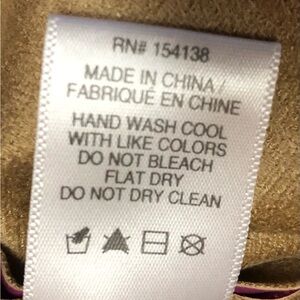 RN# 154138
MADE IN CHINA/
FABRIQUÉ EN CHINE
HAND WASH COOL
WITH LIKE COLORS
DO NOT BLEACH
FLAT DRY
DO NOT DRY CLEAN